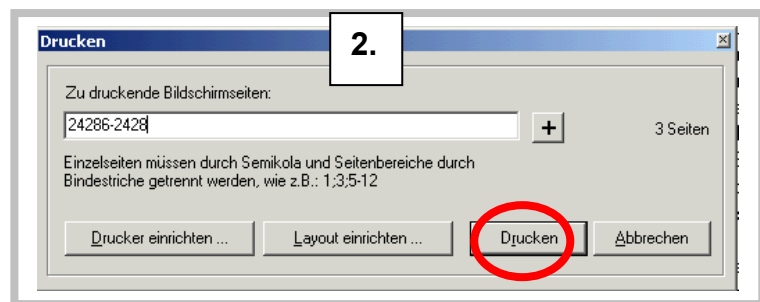 2.
Drucken
Zu druckende Bildschirmseiten:
24286-2428
+
3 Seiten
Einzelseiten müssen durch Semikola und Seitenbereiche durch
Bindestriche getrennt werden, wie z.B.: 1;3;5-12
Drucker einrichten ...
Layout einrichten ...
Drucken
Abbrechen